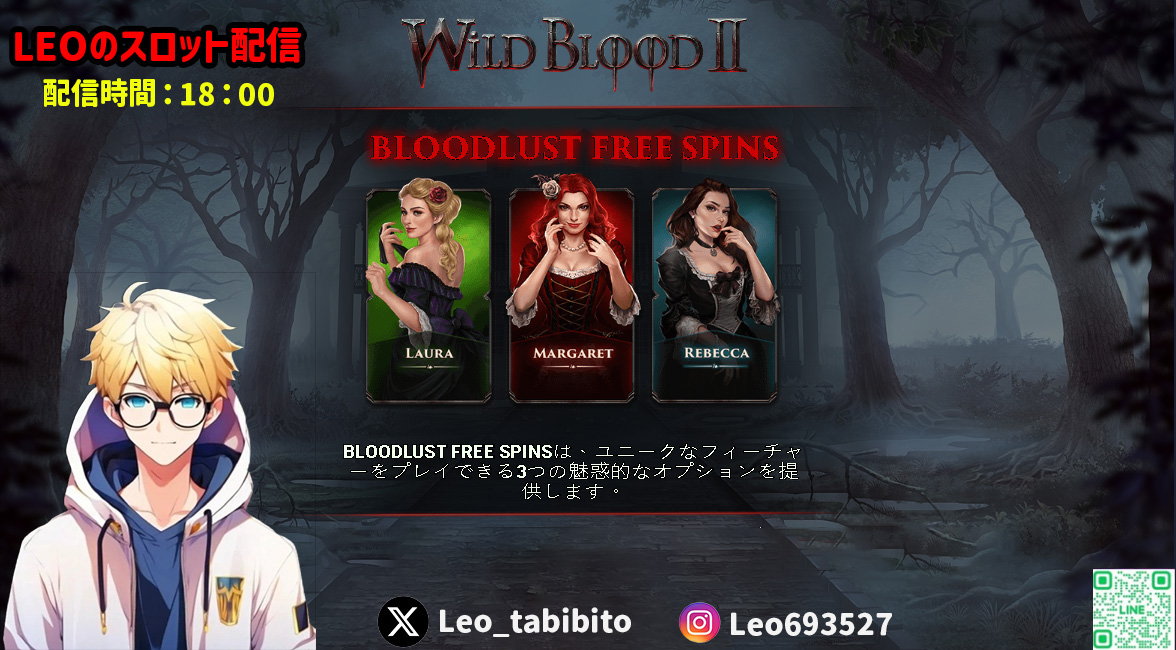 LEOのスロット配信
配信時間：18：00
WILD BLOOD II
BLOODLUST FREE SPINS
LAURA
MARGARET
REBECCA
BLOODLUST FREE SPINSは、ユニークなフィーチャ
ーをプレイできる3つの魅惑的なオプションを提
供します。
Leo_tabibito
Leo693527
LINE